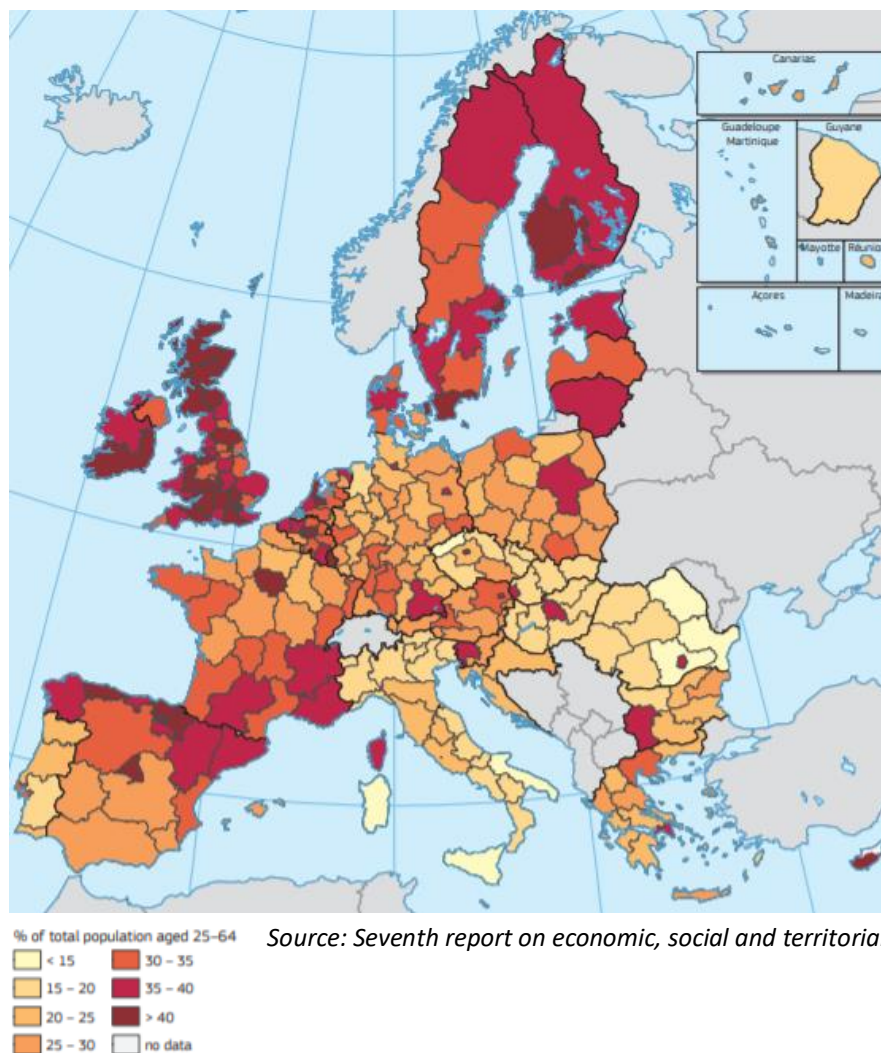 Canarias
Guadeloupe
Martinique
Guyane
Mayotte
Réunion
Açores
Madeira
% of total population aged 25–64
Source: Seventh report on economic, social and territoria
< 15
30 – 35
15 – 20
35 – 40
20 – 25
> 40
25 – 30
no data